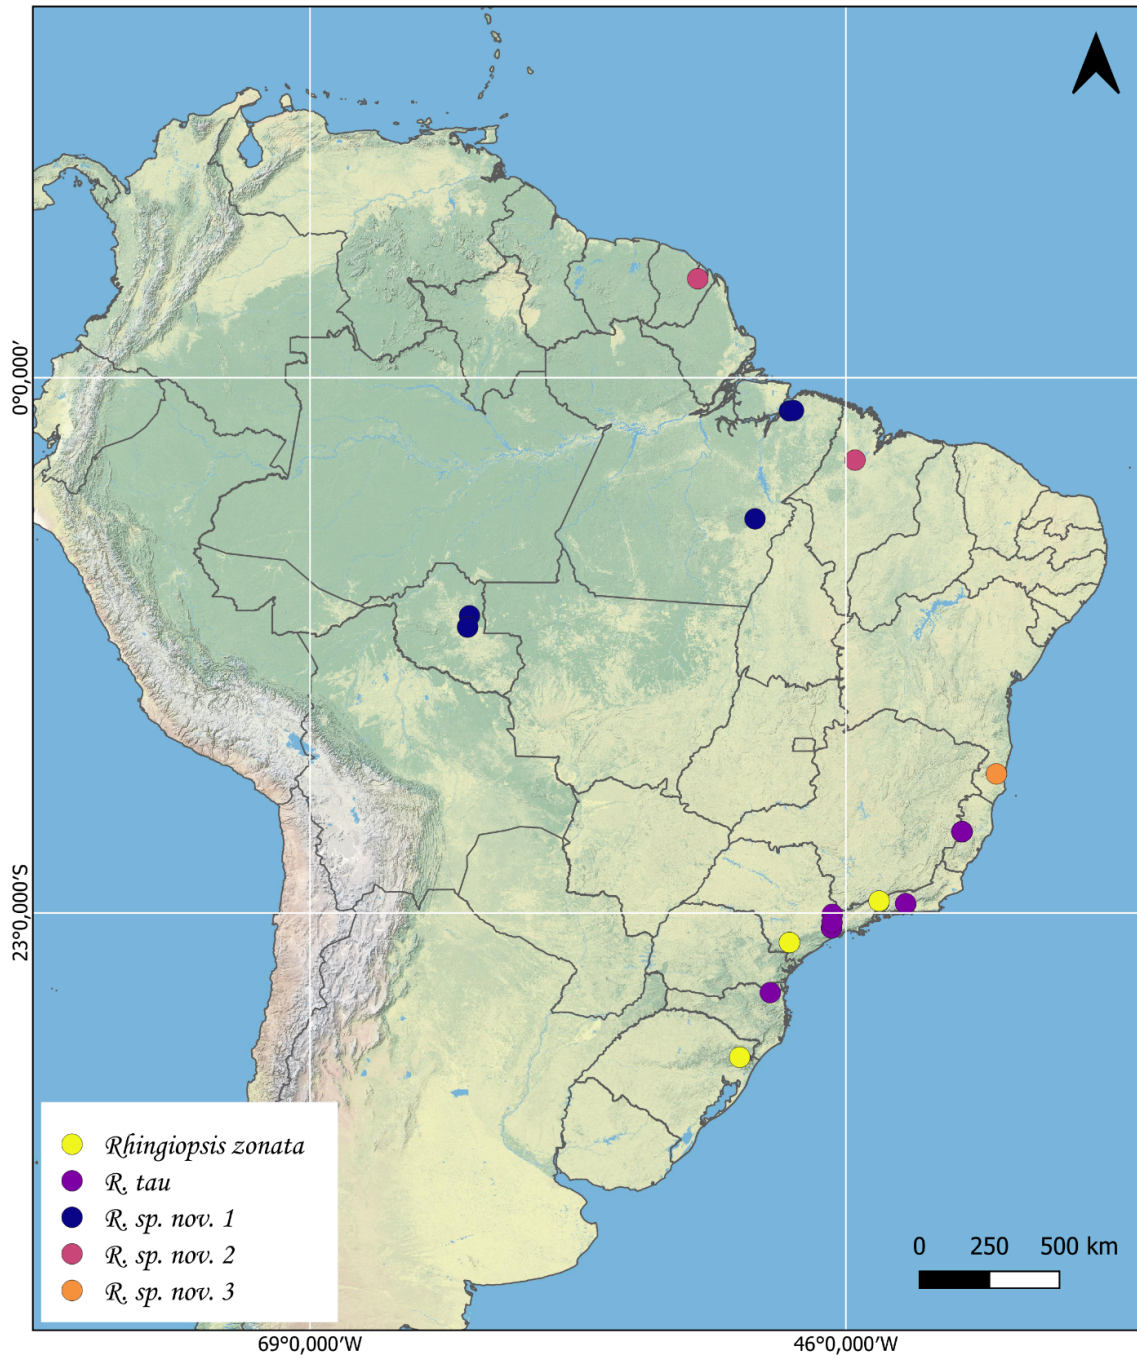 0°0,000'
23°0,000'S
Rhingiopsis zonata
R. tau
R. sp. nov. 1
R. sp. nov. 2
R. sp. nov. 3
0 250 500 km
69°0,000'W
46°0,000'W